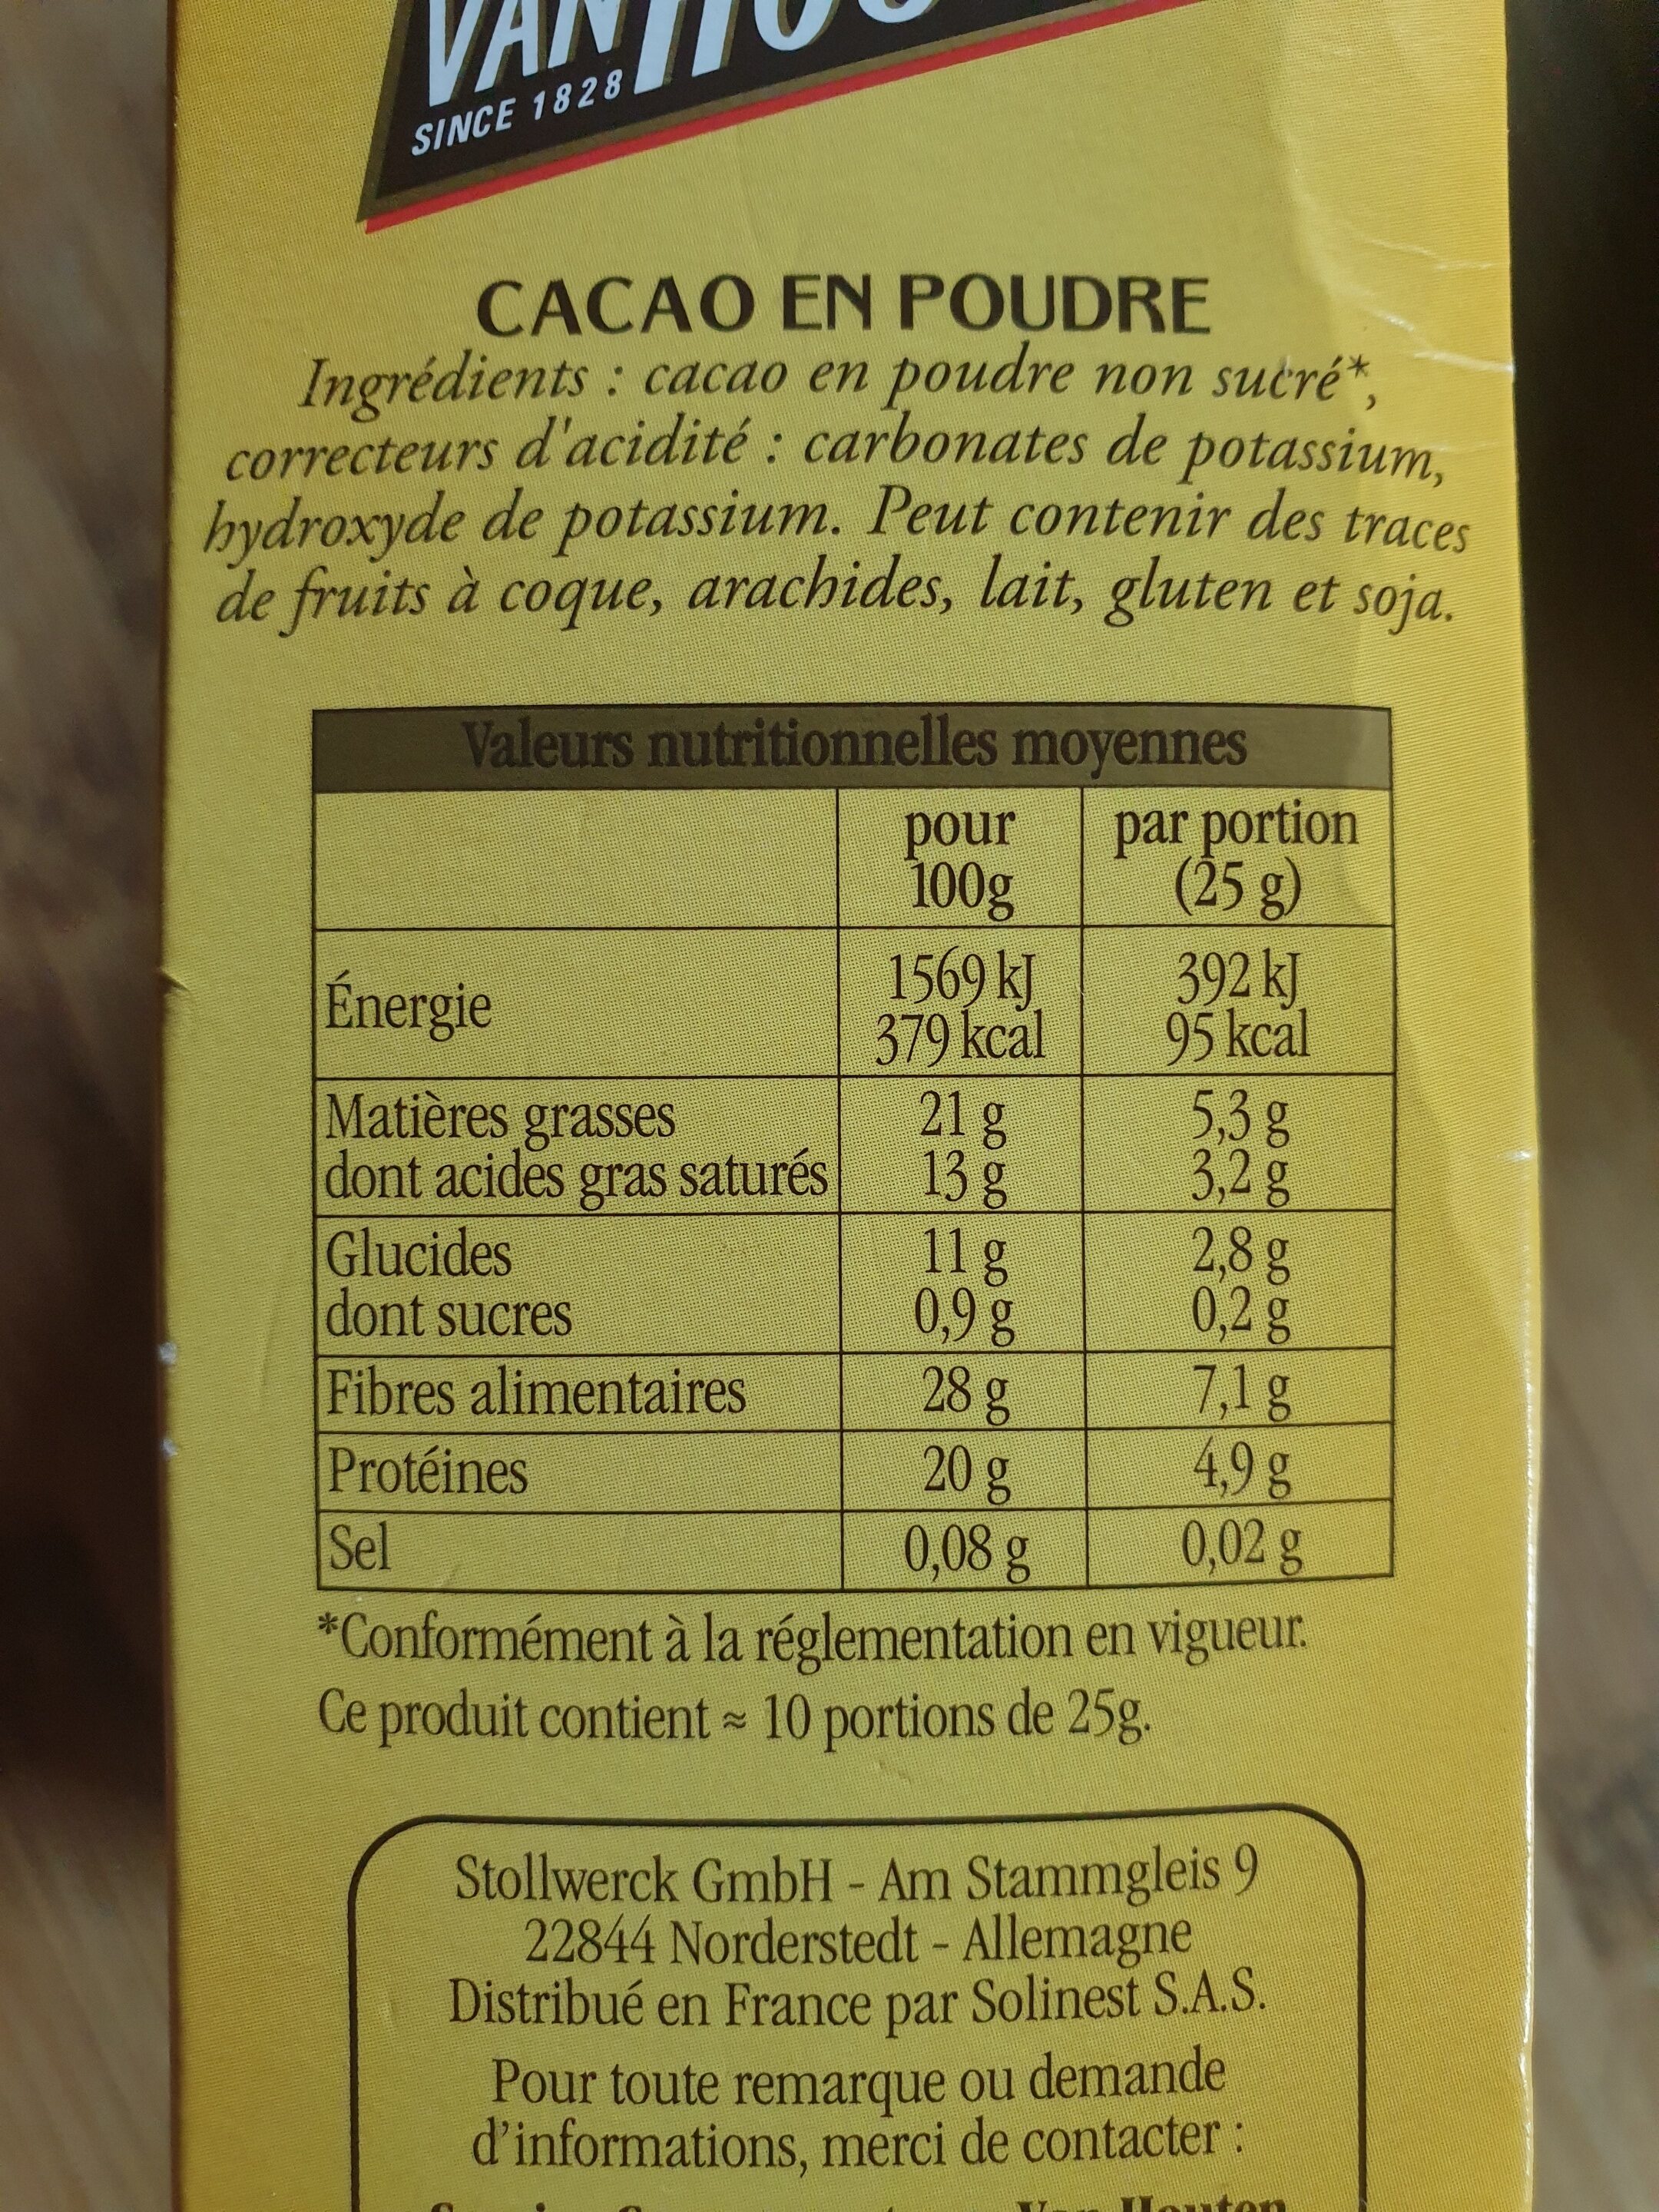 SINCE 1828
CACAO EN POUDRE
Ingrédients : cacao en poudre non sucré*,
correcteurs d'acidité : carbonates de potassium,
hydroxyde de potassium. Peut contenir des traces
de fruits à coque, arachides, lait, gluten et soja.
Valeurs nutritionnelles moyennes
pour 100g par portion (25 g)
Énergie 1569 kJ 379 kcal 392 kJ 95 kcal
Matières grasses 21 g 5,3 g
dont acides gras saturés 13 g 3,2 g
Glucides 11 g 2,8 g
dont sucres 0,9 g 0,2 g
Fibres alimentaires 28 g 7,1 g
Protéines 20 g 4,9 g
Sel 0,08 g 0,02 g
*Conformément à la réglementation en vigueur.
Ce produit contient ≈ 10 portions de 25g.
Stollwerck GmbH - Am Stammgleis 9
22844 Norderstedt - Allemagne
Distribué en France par Solinest S.A.S.
Pour toute remarque ou demande
d'informations, merci de contacter :
Van Houten